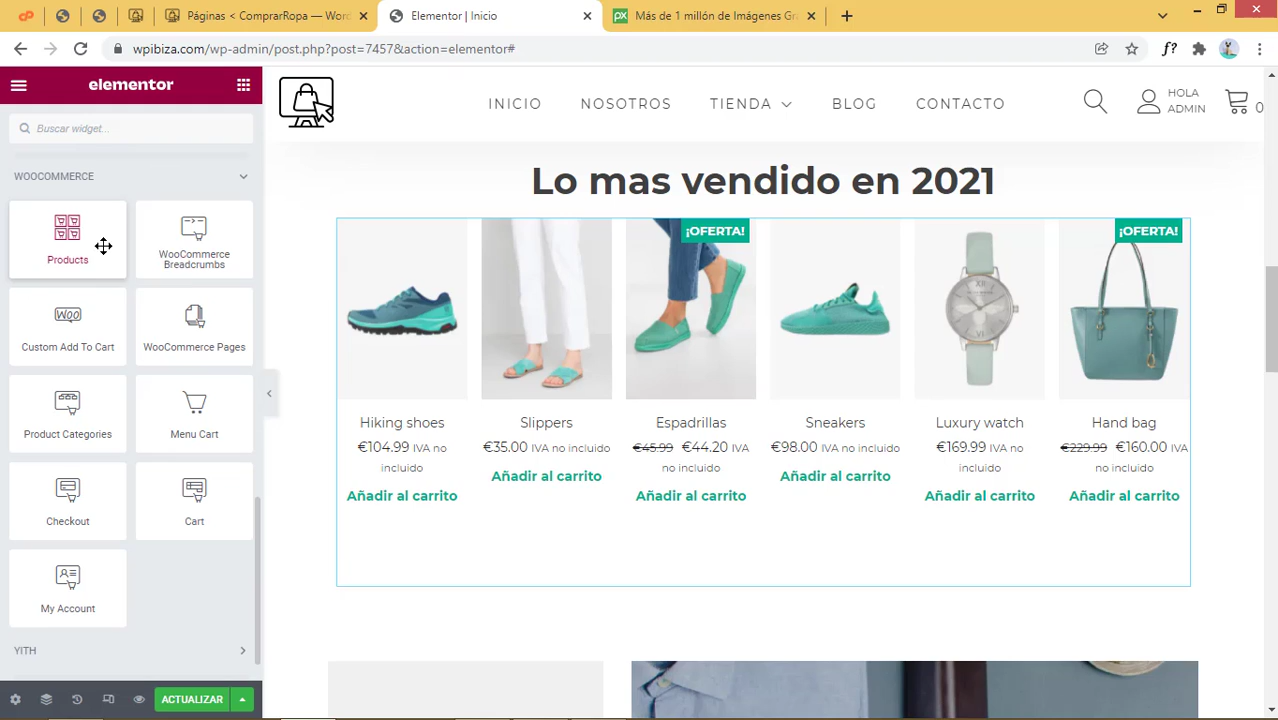 Páginas < ComprarRopa — Wor
Elementor | Inicio
Más de 1 millón de Imágenes Gra
wpibiza.com/wp-admin/post.php?post=7457&action=elementor#
f?
elementor
Buscar widget...
WOOCOMMERCE
Products
WooCommerce Breadcrumbs
Custom Add To Cart
WooCommerce Pages
Product Categories
Menu Cart
Checkout
Cart
My Account
YITH
ACTUALIZAR
INICIO NOSOTROS TIENDA BLOG CONTACTO
HOLA
ADMIN
0
Lo mas vendido en 2021
¡OFERTA!
¡OFERTA!
Hiking shoes
€104.99 IVA no
incluido
Añadir al carrito
Slippers
€35.00 IVA no incluido
Añadir al carrito
Espadrillas
€45.99 €44.20 IVA
no incluido
Añadir al carrito
Sneakers
€98.00 IVA no incluido
Añadir al carrito
Luxury watch
€169.99 IVA no
incluido
Añadir al carrito
Hand bag
€229.99 €160.00 IVA
no incluido
Añadir al carrito